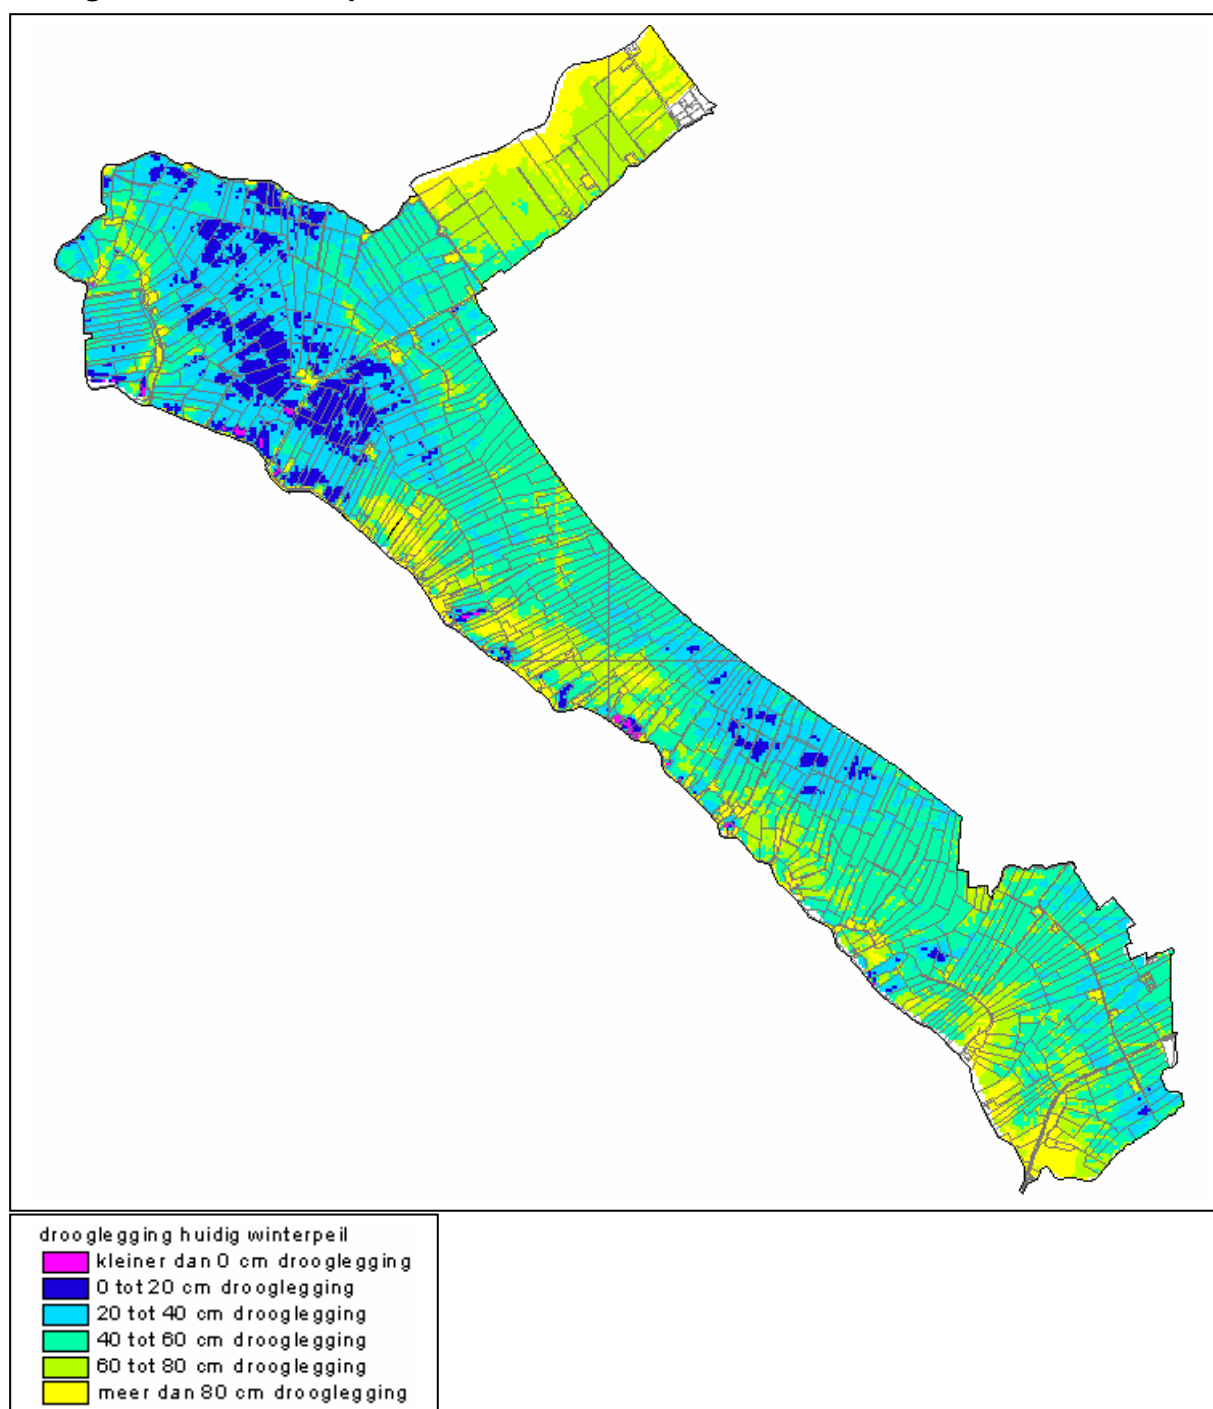 drooglegging huidig winterpeil
kleiner dan 0 cm drooglegging
0 tot 20 cm drooglegging
20 tot 40 cm drooglegging
40 tot 60 cm drooglegging
60 tot 80 cm drooglegging
meer dan 80 cm drooglegging